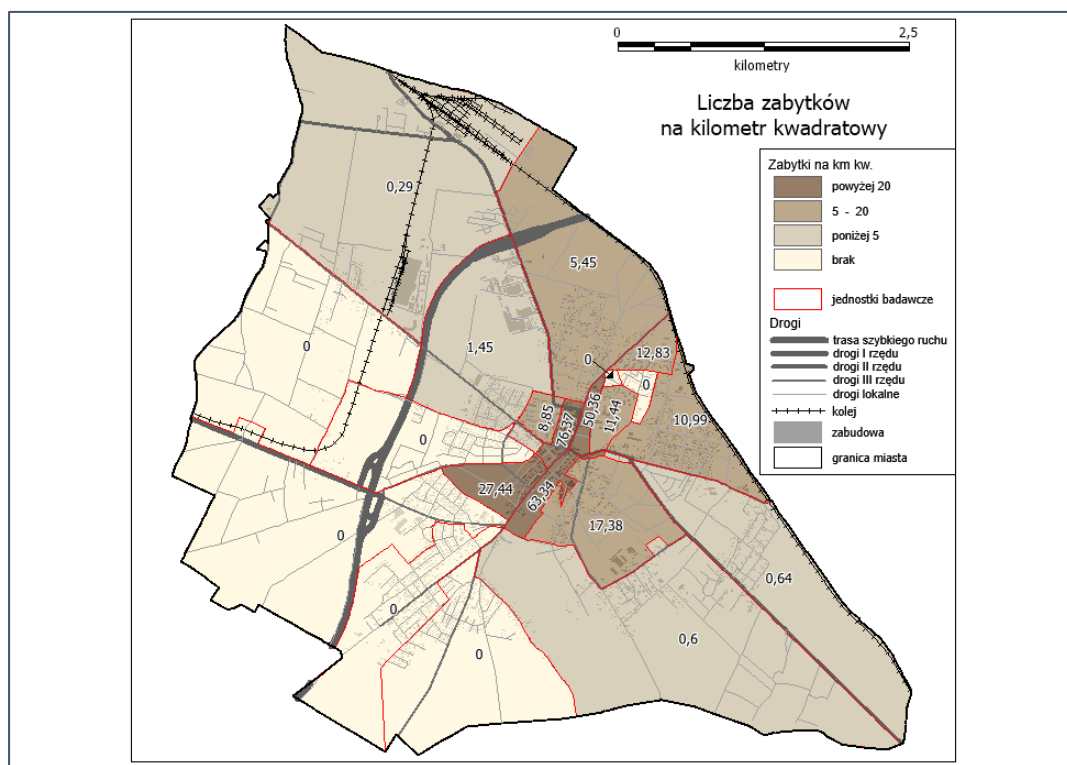 0
2,5
kilometry
Liczba zabytków
na kilometr kwadratowy
Zabytki na km kw.
powyżej 20
5 - 20
poniżej 5
brak
jednostki badawcze
Drogi
trasa szybkiego ruchu
drogi I rzędu
drogi II rzędu
drogi III rzędu
drogi lokalne
kolej
zabudowa
granica miasta
0,29
5,45
1,45
0
12,83
0
0
10,99
8,85
76,37
50,36
11,44
0
27,44
63,34
17,38
0
0,64
0
0,6
0